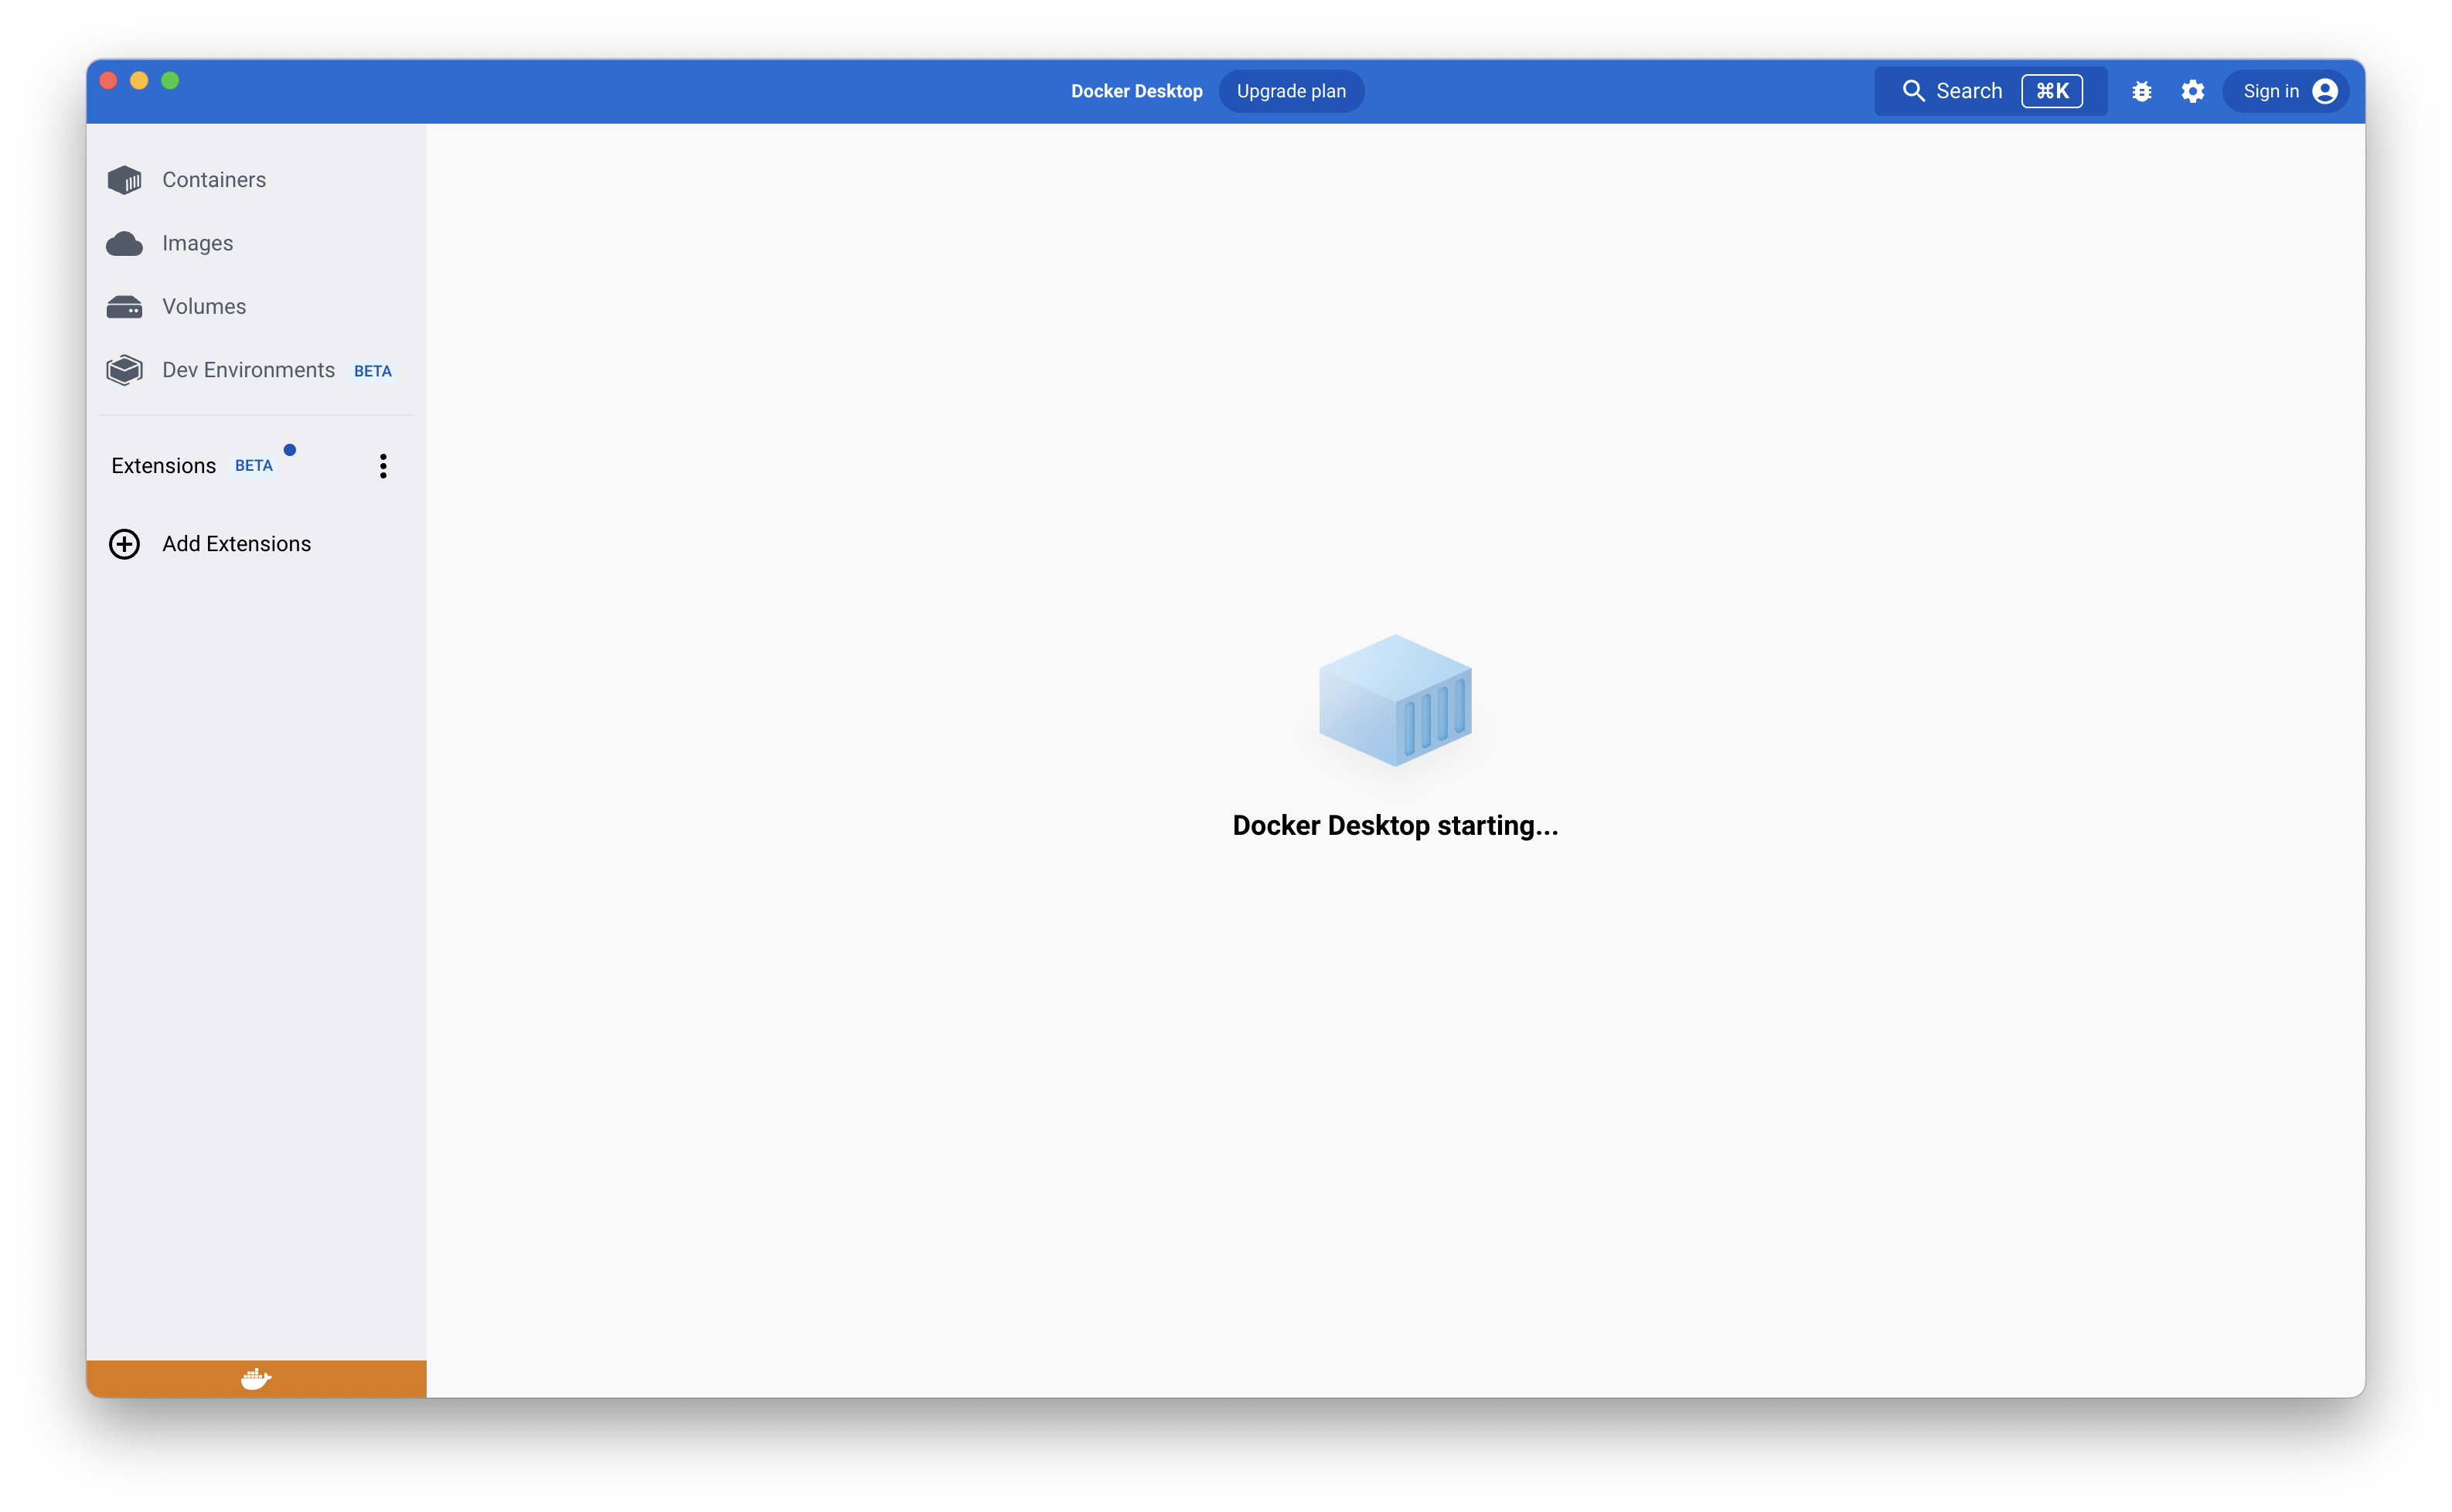 Docker Desktop Upgrade plan Search ⌘K Sign in
Containers
Images
Volumes
Dev Environments BETA
Extensions BETA
Add Extensions
Docker Desktop starting...